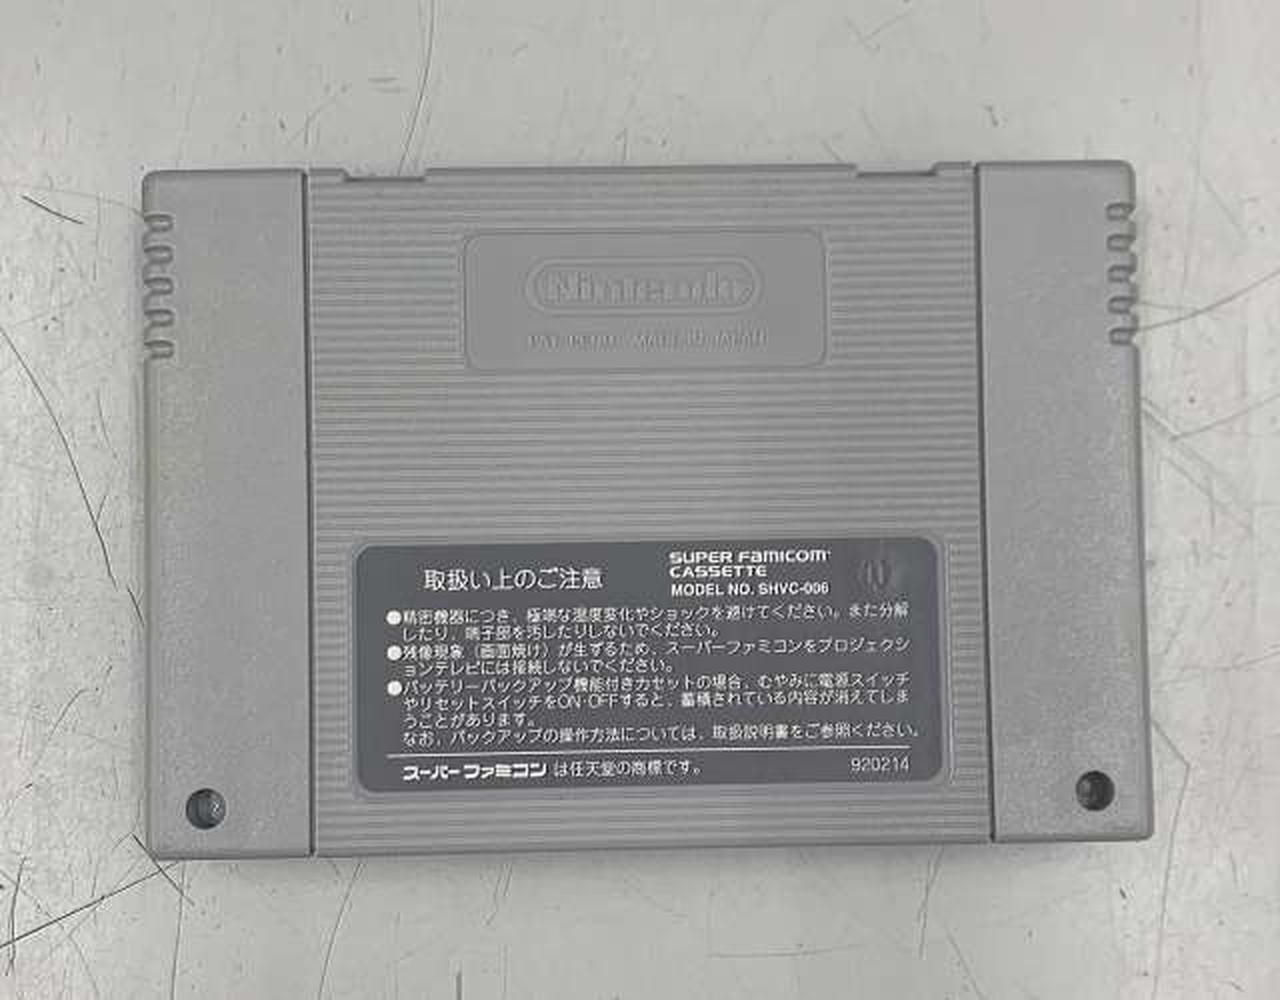 Nintendo
取扱い上のご注意
SUPER FAMICOM
CASSETTE
MODEL NO. SHVC-006
●精密機器につき、極端な温度変化やショックを避けてください。また分解
したり、端子部を汚したりしないでください。
●残像現象（画面焼け）が生ずるため、スーパーファミコンをプロジェクシ
ョンテレビには接続しないでください。
●バッテリーバックアップ機能付きカセットの場合、むやみに電源スイッチ
やリセットスイッチをON・OFFすると、蓄積されている内容が消えてしま
うことがあります。
なお、バックアップの操作方法については、取扱説明書をご参照ください。
スーパーファミコン は任天堂の商標です。
920214